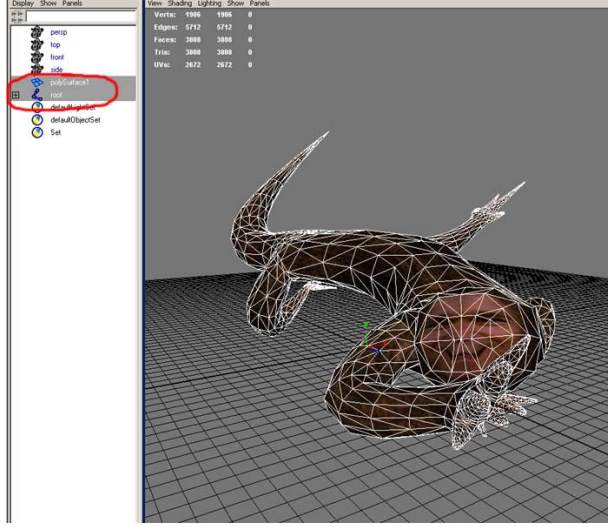 Display Show Panels
persp
top
front
side
polySurface1
root
defaultLightSet
defaultObjectSet
Set
View Shading Lighting Show Panels
Verts: 1986 1986 0
Edges: 5712 5712 0
Faces: 3808 3808 0
Tris: 3808 3808 0
UVs: 2672 2672 0